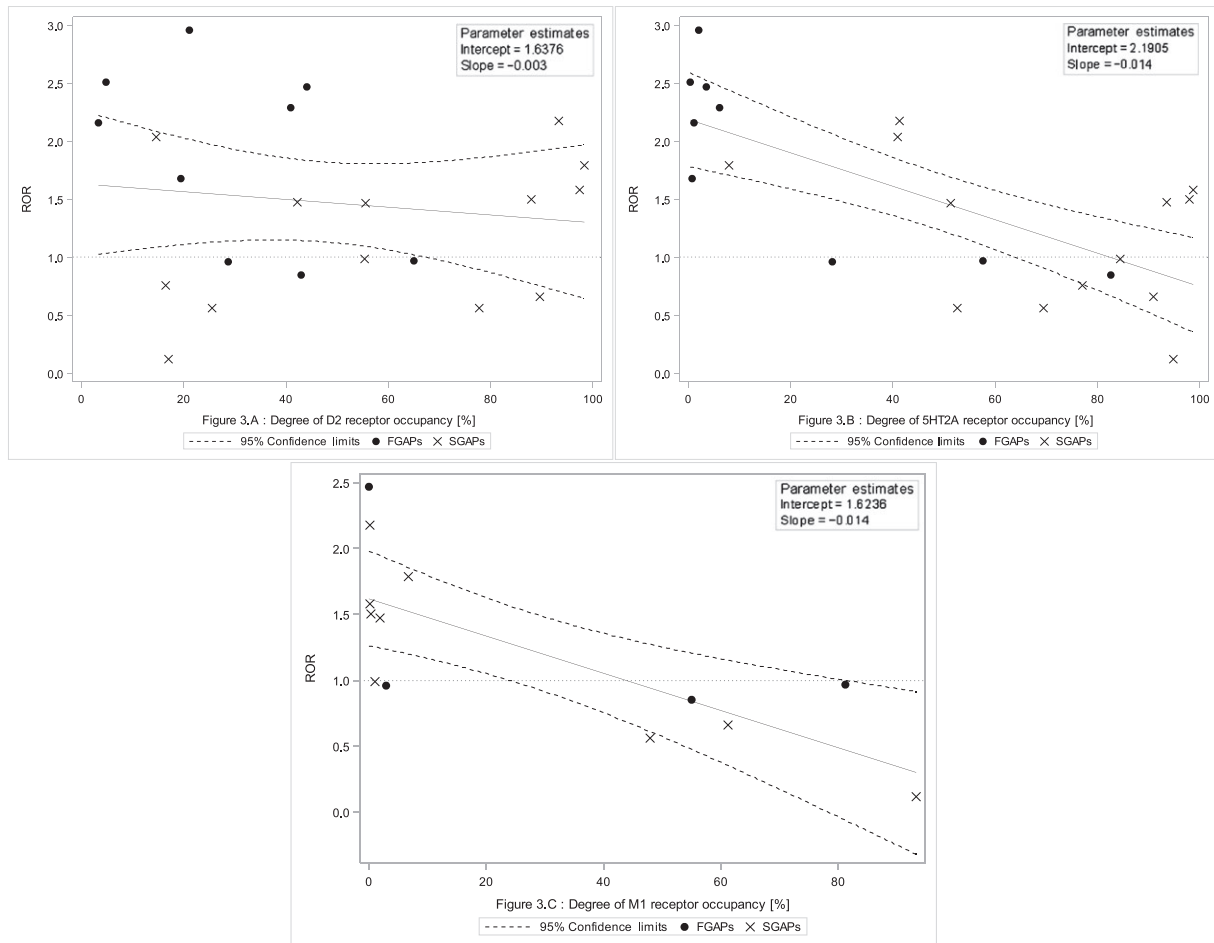 3.0
2.5
2.0
1.5
1.0
0.5
0.0
ROR
Parameter estimates
Intercept = 1.6376
Slope = −0.003
0 20 40 60 80 100
Figure 3.A : Degree of D2 receptor occupancy [%]
95% Confidence limits FGAPs SGAPs
3.0
2.5
2.0
1.5
1.0
0.5
0.0
ROR
Parameter estimates
Intercept = 2.1905
Slope = −0.014
0 20 40 60 80 100
Figure 3.B : Degree of 5HT2A receptor occupancy [%]
95% Confidence limits FGAPs SGAPs
2.5
2.0
1.5
1.0
0.5
0.0
ROR
Parameter estimates
Intercept = 1.6236
Slope = −0.014
0 20 40 60 80
Figure 3.C : Degree of M1 receptor occupancy [%]
95% Confidence limits FGAPs SGAPs